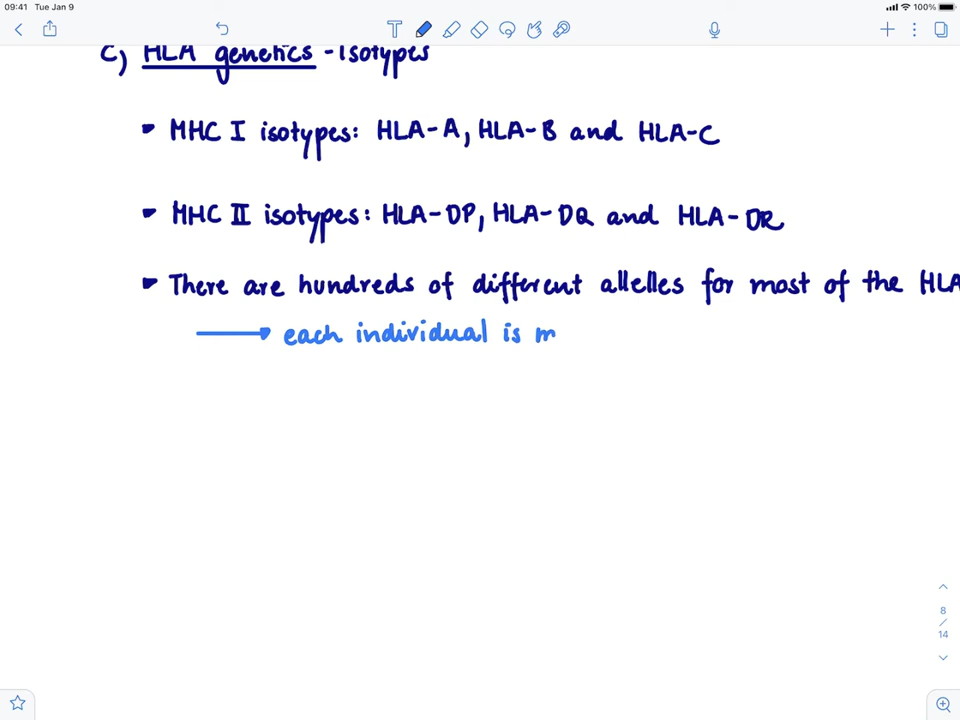 09:41 Tue Jan 9
100%
c) HLA genetics - Isotypes
MHC I isotypes: HLA-A, HLA-B and HLA-C
MHC II isotypes: HLA-DP, HLA-DQ and HLA-DR
There are hundreds of different allelles for most of the HLA
each individual is m
8
/
14